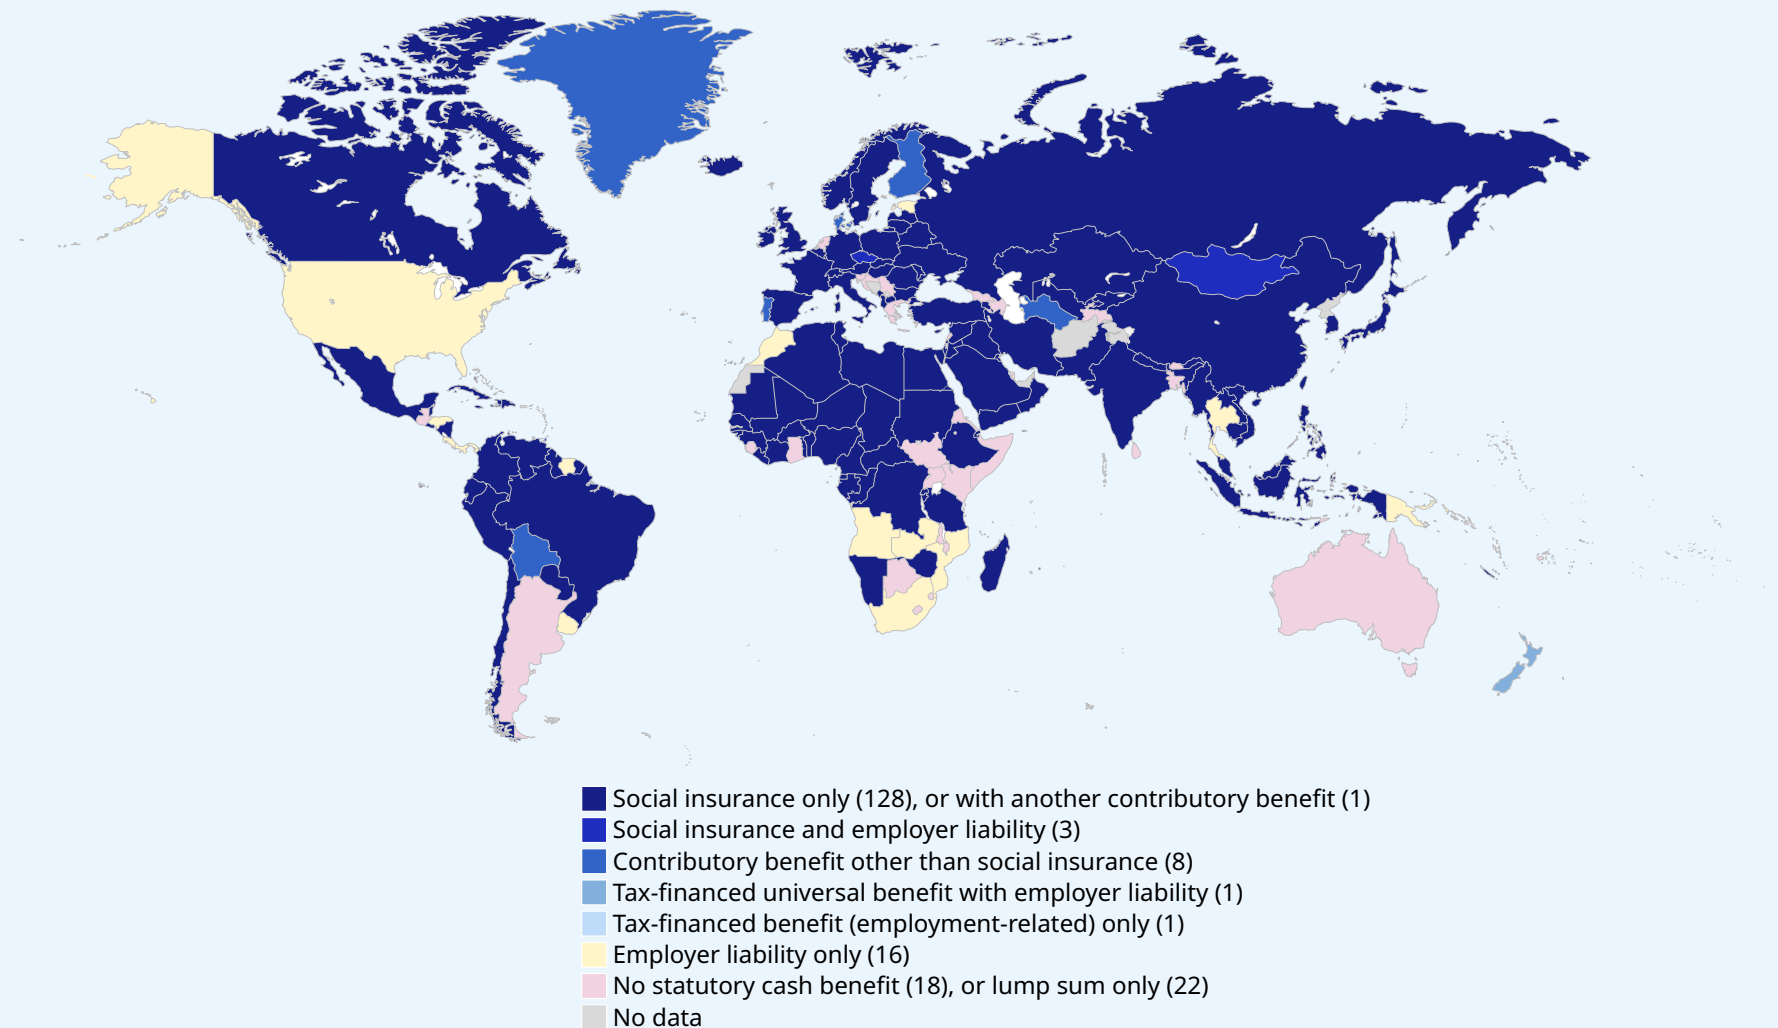 Social insurance only (128), or with another contributory benefit (1)
Social insurance and employer liability (3)
Contributory benefit other than social insurance (8)
Tax-financed universal benefit with employer liability (1)
Tax-financed benefit (employment-related) only (1)
Employer liability only (16)
No statutory cash benefit (18), or lump sum only (22)
No data